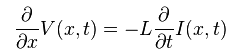 ∂/∂x V(x, t) = −L ∂/∂t I(x, t)